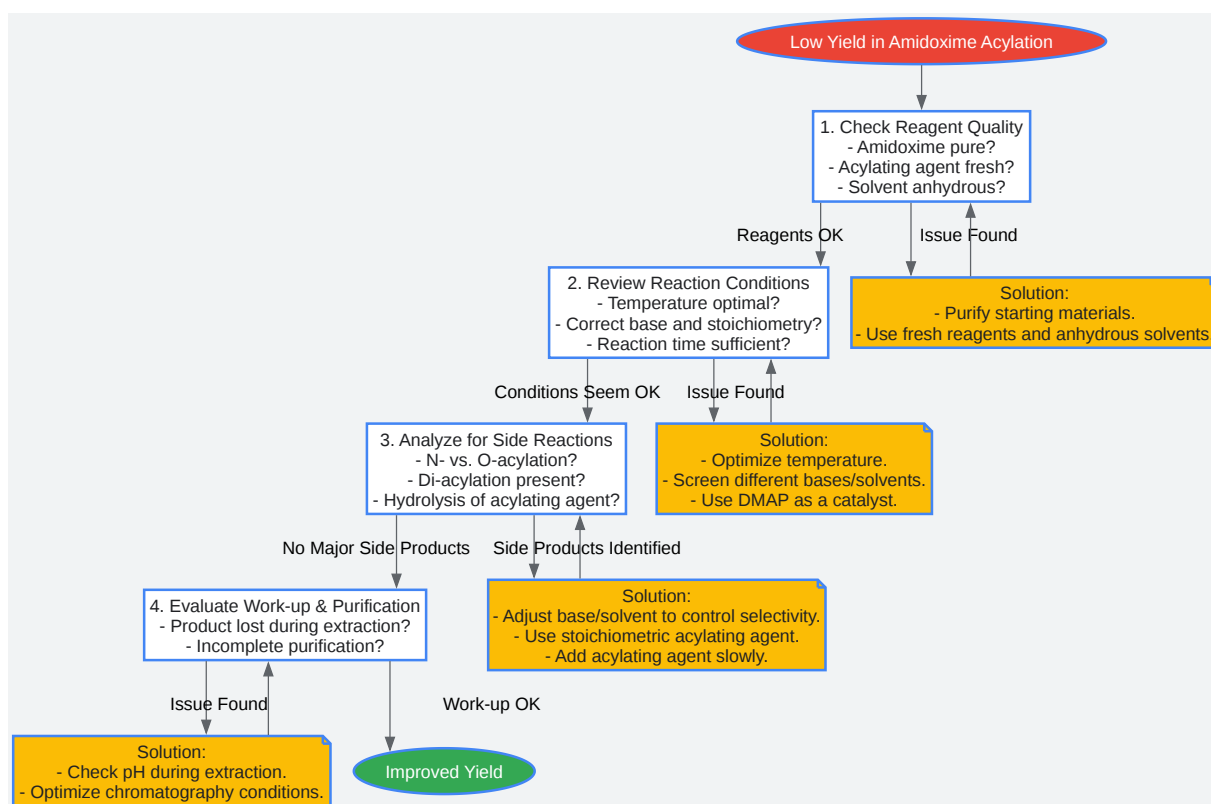 Low Yield in Amidoxime Acylation
1. Check Reagent Quality
- Amidoxime pure?
- Acylating agent fresh?
- Solvent anhydrous?
Reagents OK
Issue Found
Solution:
- Purify starting materials.
- Use fresh reagents and anhydrous solvents
2. Review Reaction Conditions
- Temperature optimal?
- Correct base and stoichiometry?
- Reaction time sufficient?
Conditions Seem OK
Issue Found
Solution:
- Optimize temperature.
- Screen different bases/solvents.
- Use DMAP as a catalyst.
3. Analyze for Side Reactions
- N- vs. O-acylation?
- Di-acylation present?
- Hydrolysis of acylating agent?
No Major Side Products
Side Products Identified
Solution:
- Adjust base/solvent to control selectivity.
- Use stoichiometric acylating agent.
- Add acylating agent slowly.
4. Evaluate Work-up & Purification
- Product lost during extraction?
- Incomplete purification?
Issue Found
Work-up OK
Solution:
- Check pH during extraction.
- Optimize chromatography conditions.
Improved Yield